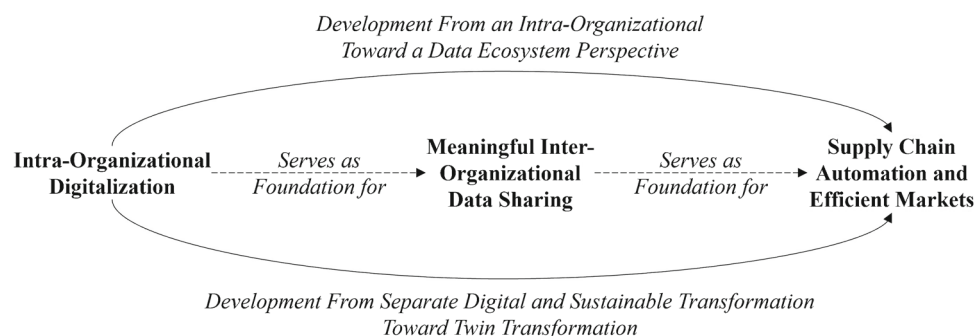 Development From an Intra-Organizational
Toward a Data Ecosystem Perspective
Intra-Organizational
Digitalization
Serves as
Foundation for
Meaningful Inter-
Organizational
Data Sharing
Serves as
Foundation for
Supply Chain
Automation and
Efficient Markets
Development From Separate Digital and Sustainable Transformation
Toward Twin Transformation